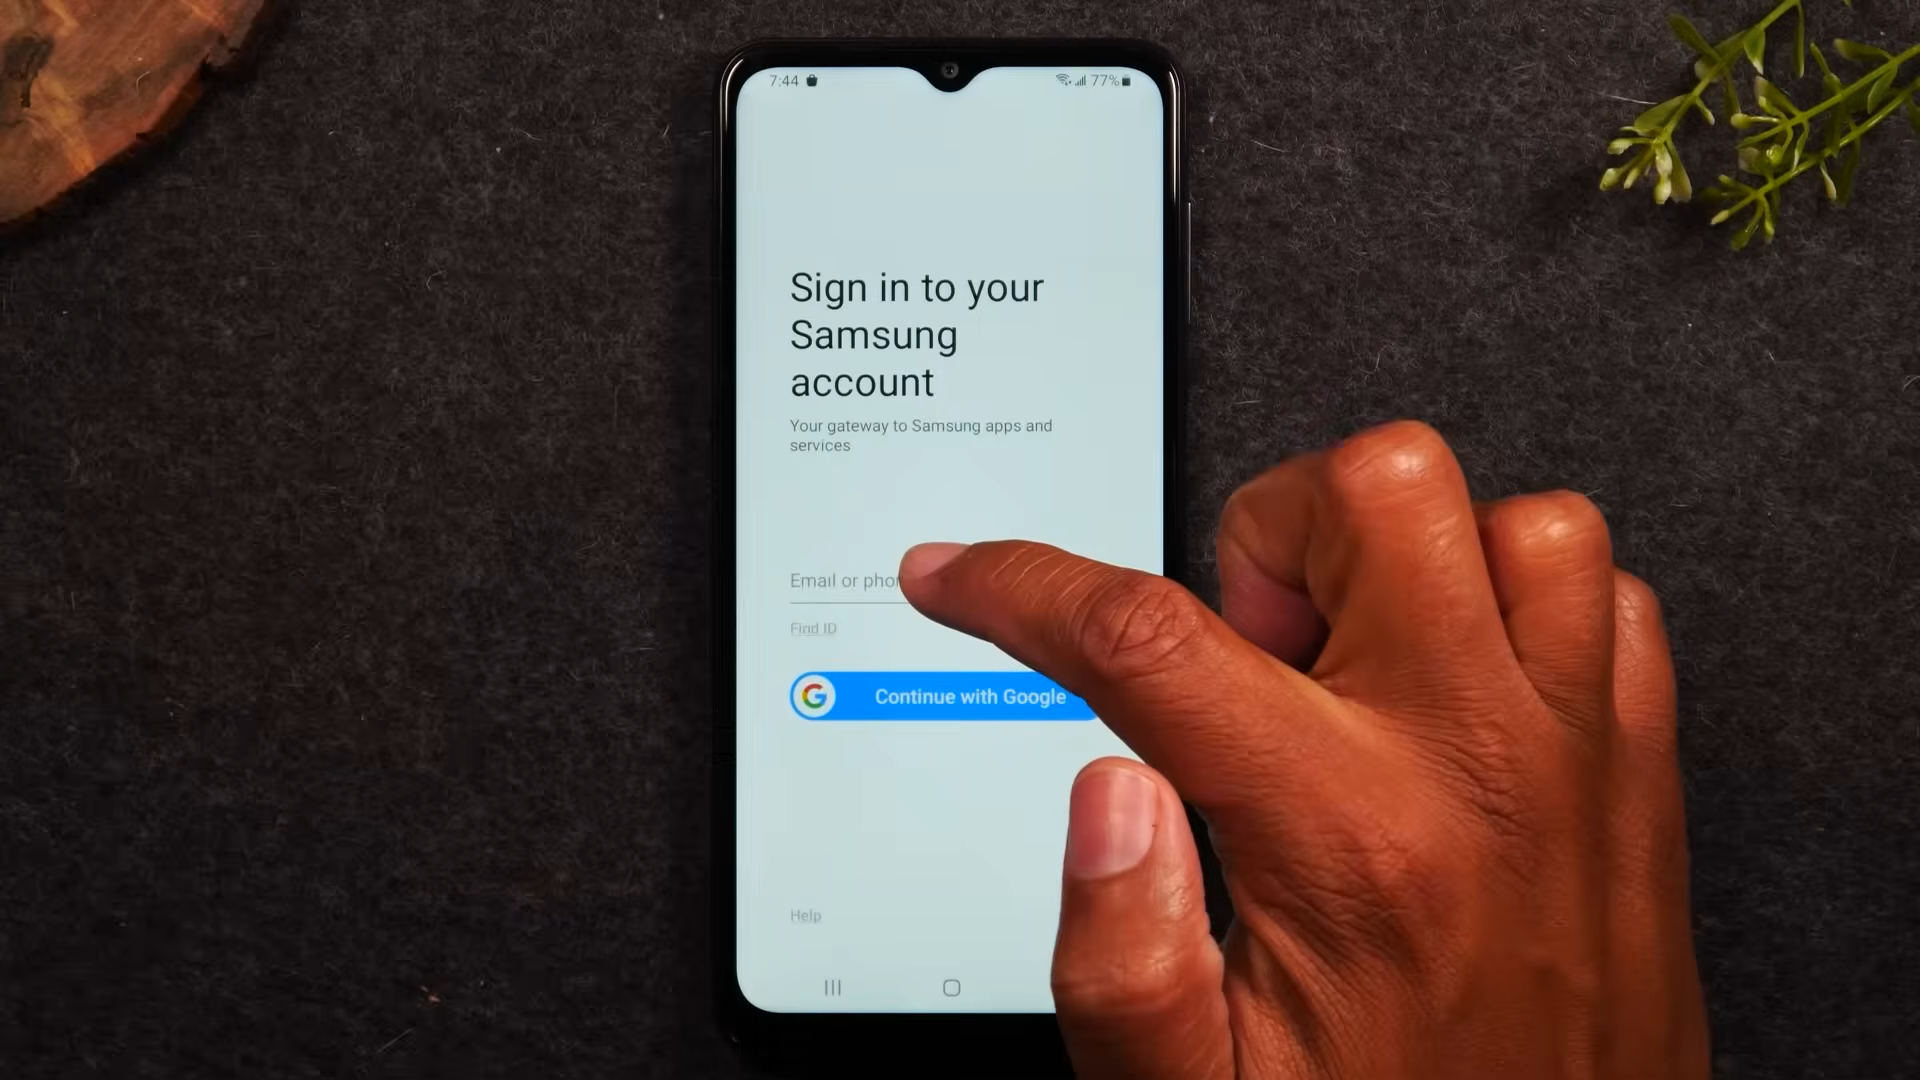 7:44 77%
Sign in to your
Samsung
account
Your gateway to Samsung apps and
services
Email or
Find ID
G Continue with Google
Help